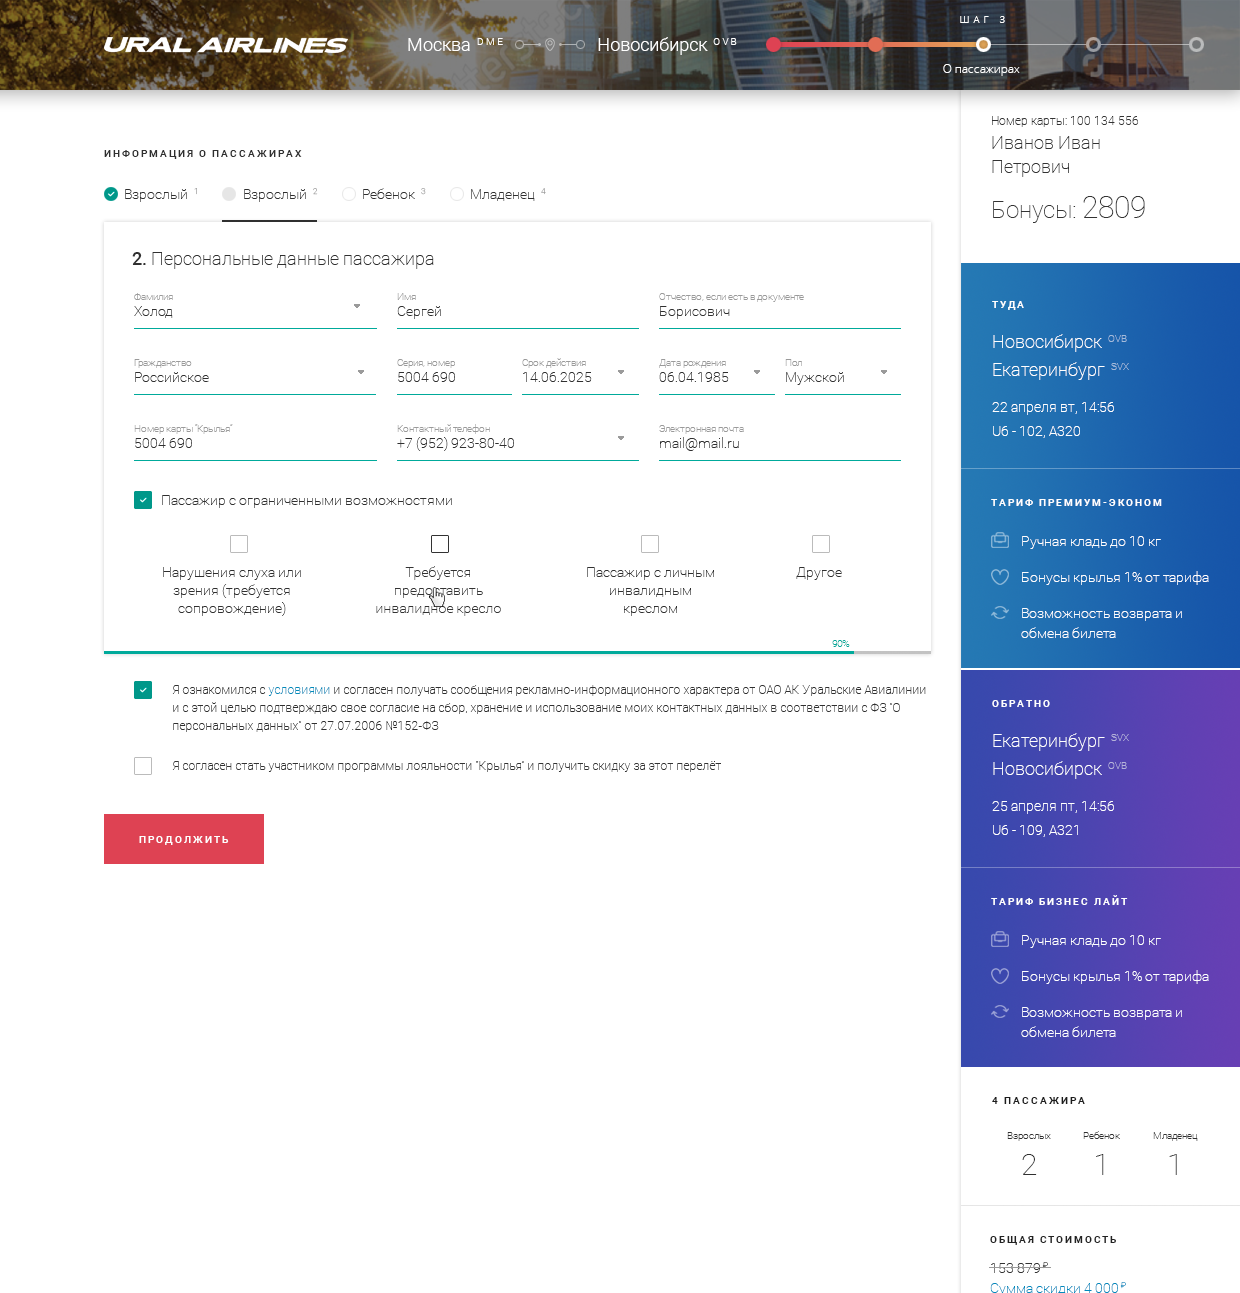 URAL AIRLINES
Москва DME
Новосибирск OVB
ШАГ 3
О пассажирах
ИНФОРМАЦИЯ О ПАССАЖИРАХ
Взрослый 1
Взрослый 2
Ребенок 3
Младенец 4
2. Персональные данные пассажира
Фамилия
Холод
Имя
Сергей
Отчество, если есть в документе
Борисович
Гражданство
Российское
Серия, номер
5004 690
Срок действия
14.06.2025
Дата рождения
06.04.1985
Пол
Мужской
Номер карты "Крылья"
5004 690
Контактный телефон
+7 (952) 923-80-40
Электронная почта
mail@mail.ru
Пассажир с ограниченными возможностями
Нарушения слуха или
зрения (требуется
сопровождение)
Требуется
предоставить
инвалидное кресло
Пассажир с личным
инвалидным
креслом
Другое
90%
Я ознакомился с условиями и согласен получать сообщения рекламно-информационного характера от ОАО АК Уральские Авиалинии
и с этой целью подтверждаю свое согласие на сбор, хранение и использование моих контактных данных в соответствии с ФЗ "О
персональных данных" от 27.07.2006 №152-ФЗ
Я согласен стать участником программы лояльности "Крылья" и получить скидку за этот перелёт
ПРОДОЛЖИТЬ
Номер карты: 100 134 556
Иванов Иван
Петрович
Бонусы: 2809
ТУДА
Новосибирск OVB
Екатеринбург SVX
22 апреля вт, 14:56
U6 - 102, A320
ТАРИФ ПРЕМИУМ-ЭКОНОМ
Ручная кладь до 10 кг
Бонусы крылья 1% от тарифа
Возможность возврата и
обмена билета
ОБРАТНО
Екатеринбург SVX
Новосибирск OVB
25 апреля пт, 14:56
U6 - 109, A321
ТАРИФ БИЗНЕС ЛАЙТ
Ручная кладь до 10 кг
Бонусы крылья 1% от тарифа
Возможность возврата и
обмена билета
4 ПАССАЖИРА
Взрослых
2
Ребенок
1
Младенец
1
ОБЩАЯ СТОИМОСТЬ
153 879 ₽
Сумма скидки 4 000 ₽